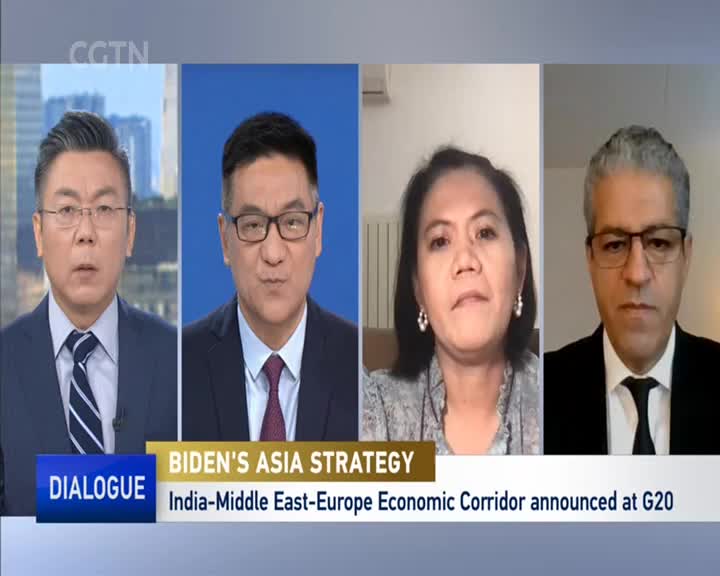 CGTN
BIDEN'S ASIA STRATEGY
DIALOGUE
India-Middle East-Europe Economic Corridor announced at G20